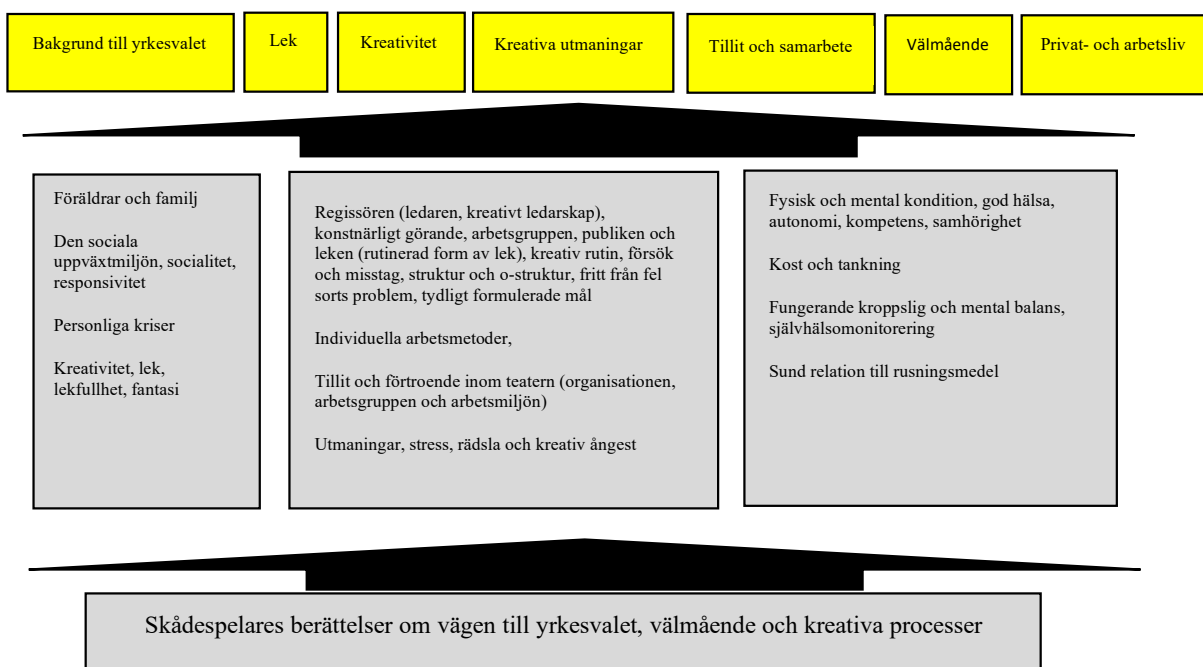 Bakgrund till yrkesvalet
Lek
Kreativitet
Kreativa utmaningar
Tillit och samarbete
Välmående
Privat- och arbetsliv
Föräldrar och familj
Den sociala
uppväxtmiljön, socialitet,
responsivitet
Personliga kriser
Kreativitet, lek,
lekfullhet, fantasi
Regissören (ledaren, kreativt ledarskap),
konstnärligt görande, arbetsgruppen, publiken och
leken (rutinerad form av lek), kreativ rutin, försök
och misstag, struktur och o-struktur, fritt från fel
sorts problem, tydligt formulerade mål
Individuella arbetsmetoder,
Tillit och förtroende inom teatern (organisationen,
arbetsgruppen och arbetsmiljön)
Utmaningar, stress, rädsla och kreativ ångest
Fysisk och mental kondition, god hälsa,
autonomi, kompetens, samhörighet
Kost och tankning
Fungerande kroppslig och mental balans,
självhälsomonitorering
Sund relation till rusningsmedel
Skådespelares berättelser om vägen till yrkesvalet, välmående och kreativa processer